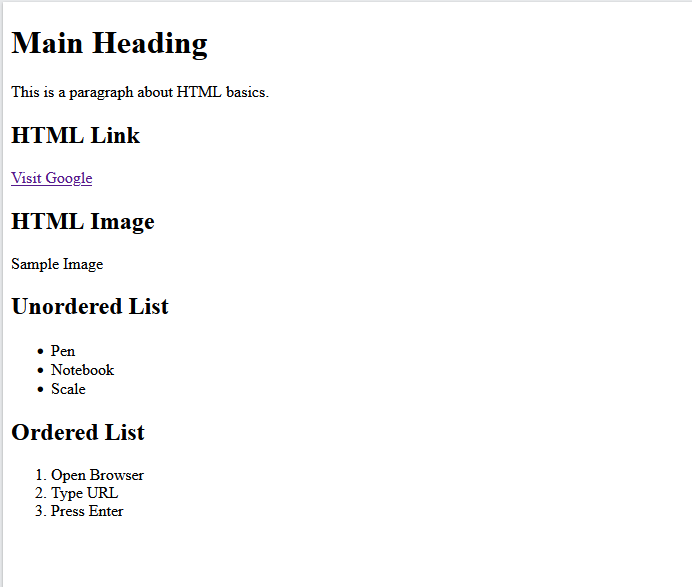 Main Heading
This is a paragraph about HTML basics.
HTML Link
Visit Google
HTML Image
Sample Image
Unordered List
• Pen
• Notebook
• Scale
Ordered List
1. Open Browser
2. Type URL
3. Press Enter